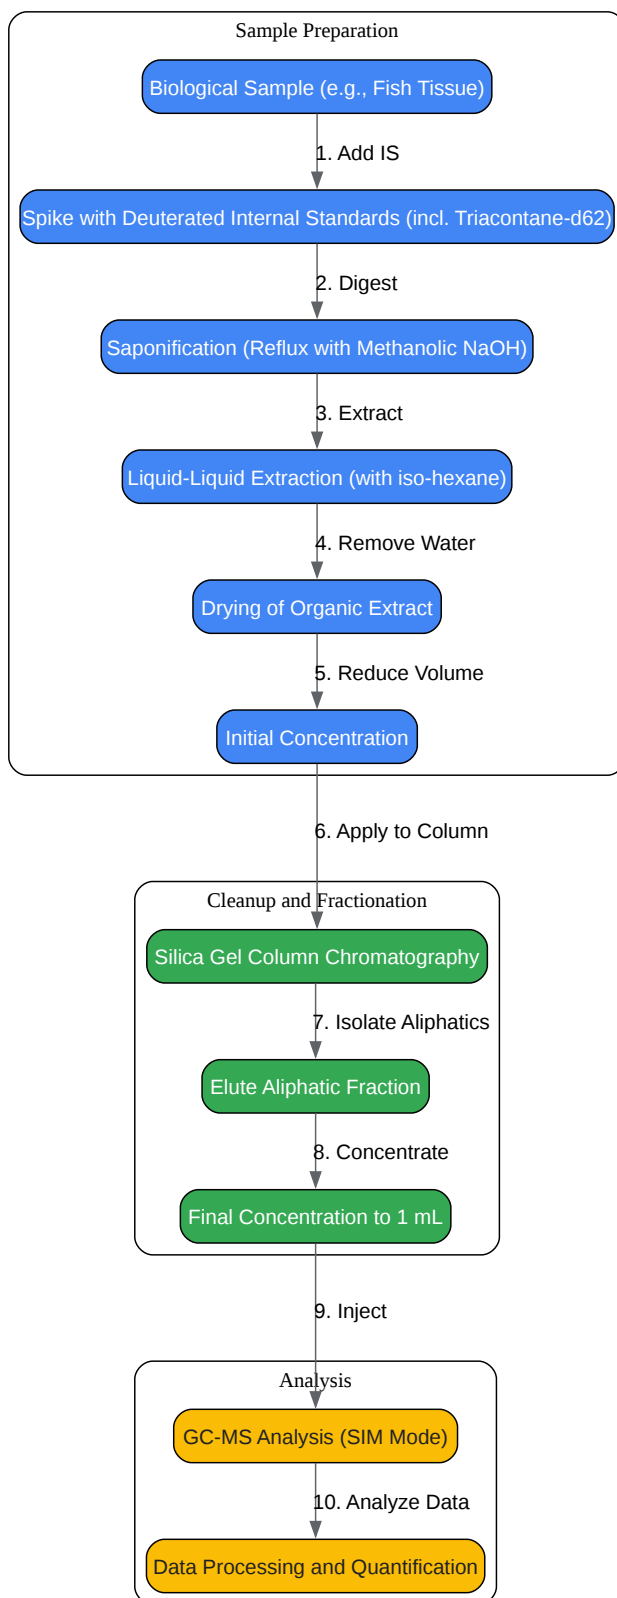 Sample Preparation
Biological Sample (e.g., Fish Tissue)
1. Add IS
Spike with Deuterated Internal Standards (incl. Triacontane-d62)
2. Digest
Saponification (Reflux with Methanolic NaOH)
3. Extract
Liquid-Liquid Extraction (with iso-hexane)
4. Remove Water
Drying of Organic Extract
5. Reduce Volume
Initial Concentration
6. Apply to Column
Cleanup and Fractionation
Silica Gel Column Chromatography
7. Isolate Aliphatics
Elute Aliphatic Fraction
8. Concentrate
Final Concentration to 1 mL
9. Inject
Analysis
GC-MS Analysis (SIM Mode)
10. Analyze Data
Data Processing and Quantification